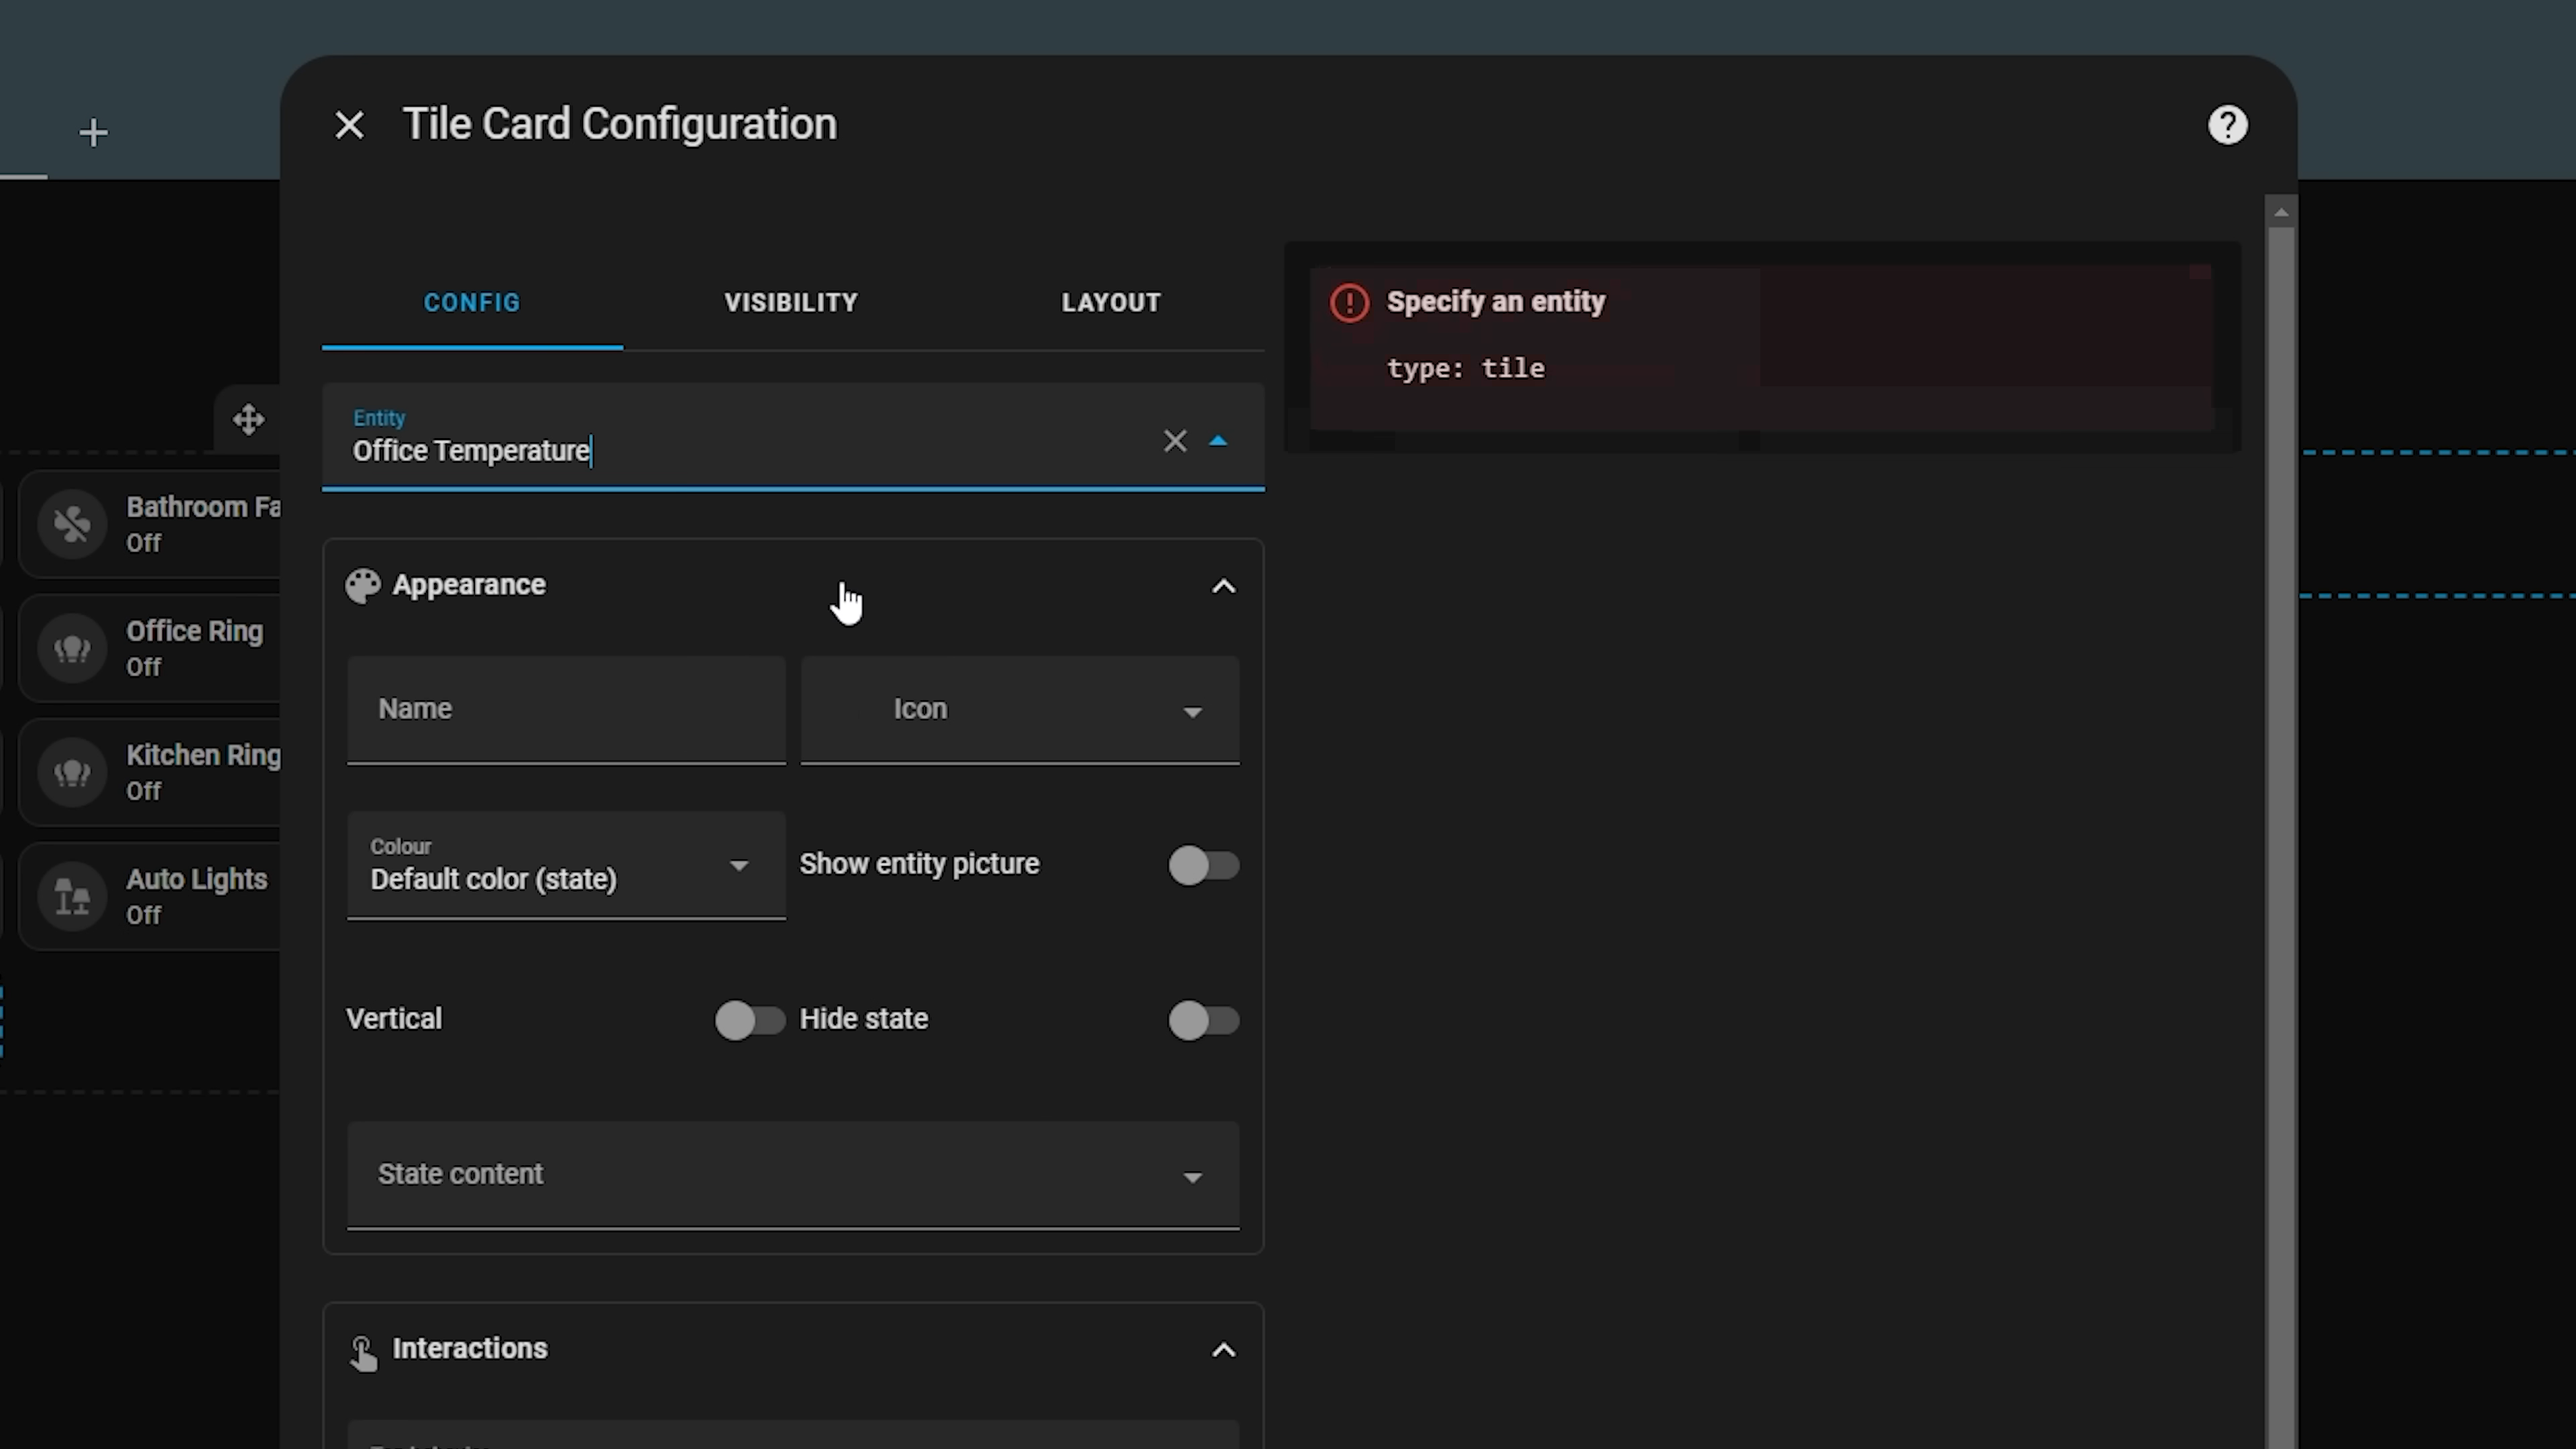 Tile Card Configuration
CONFIG
VISIBILITY
LAYOUT
Entity
Office Temperature
Specify an entity
type: tile
Appearance
Name
Icon
Colour
Default color (state)
Show entity picture
Vertical
Hide state
State content
Interactions
Bathroom Fa
Off
Office Ring
Off
Kitchen Ring
Off
Auto Lights
Off